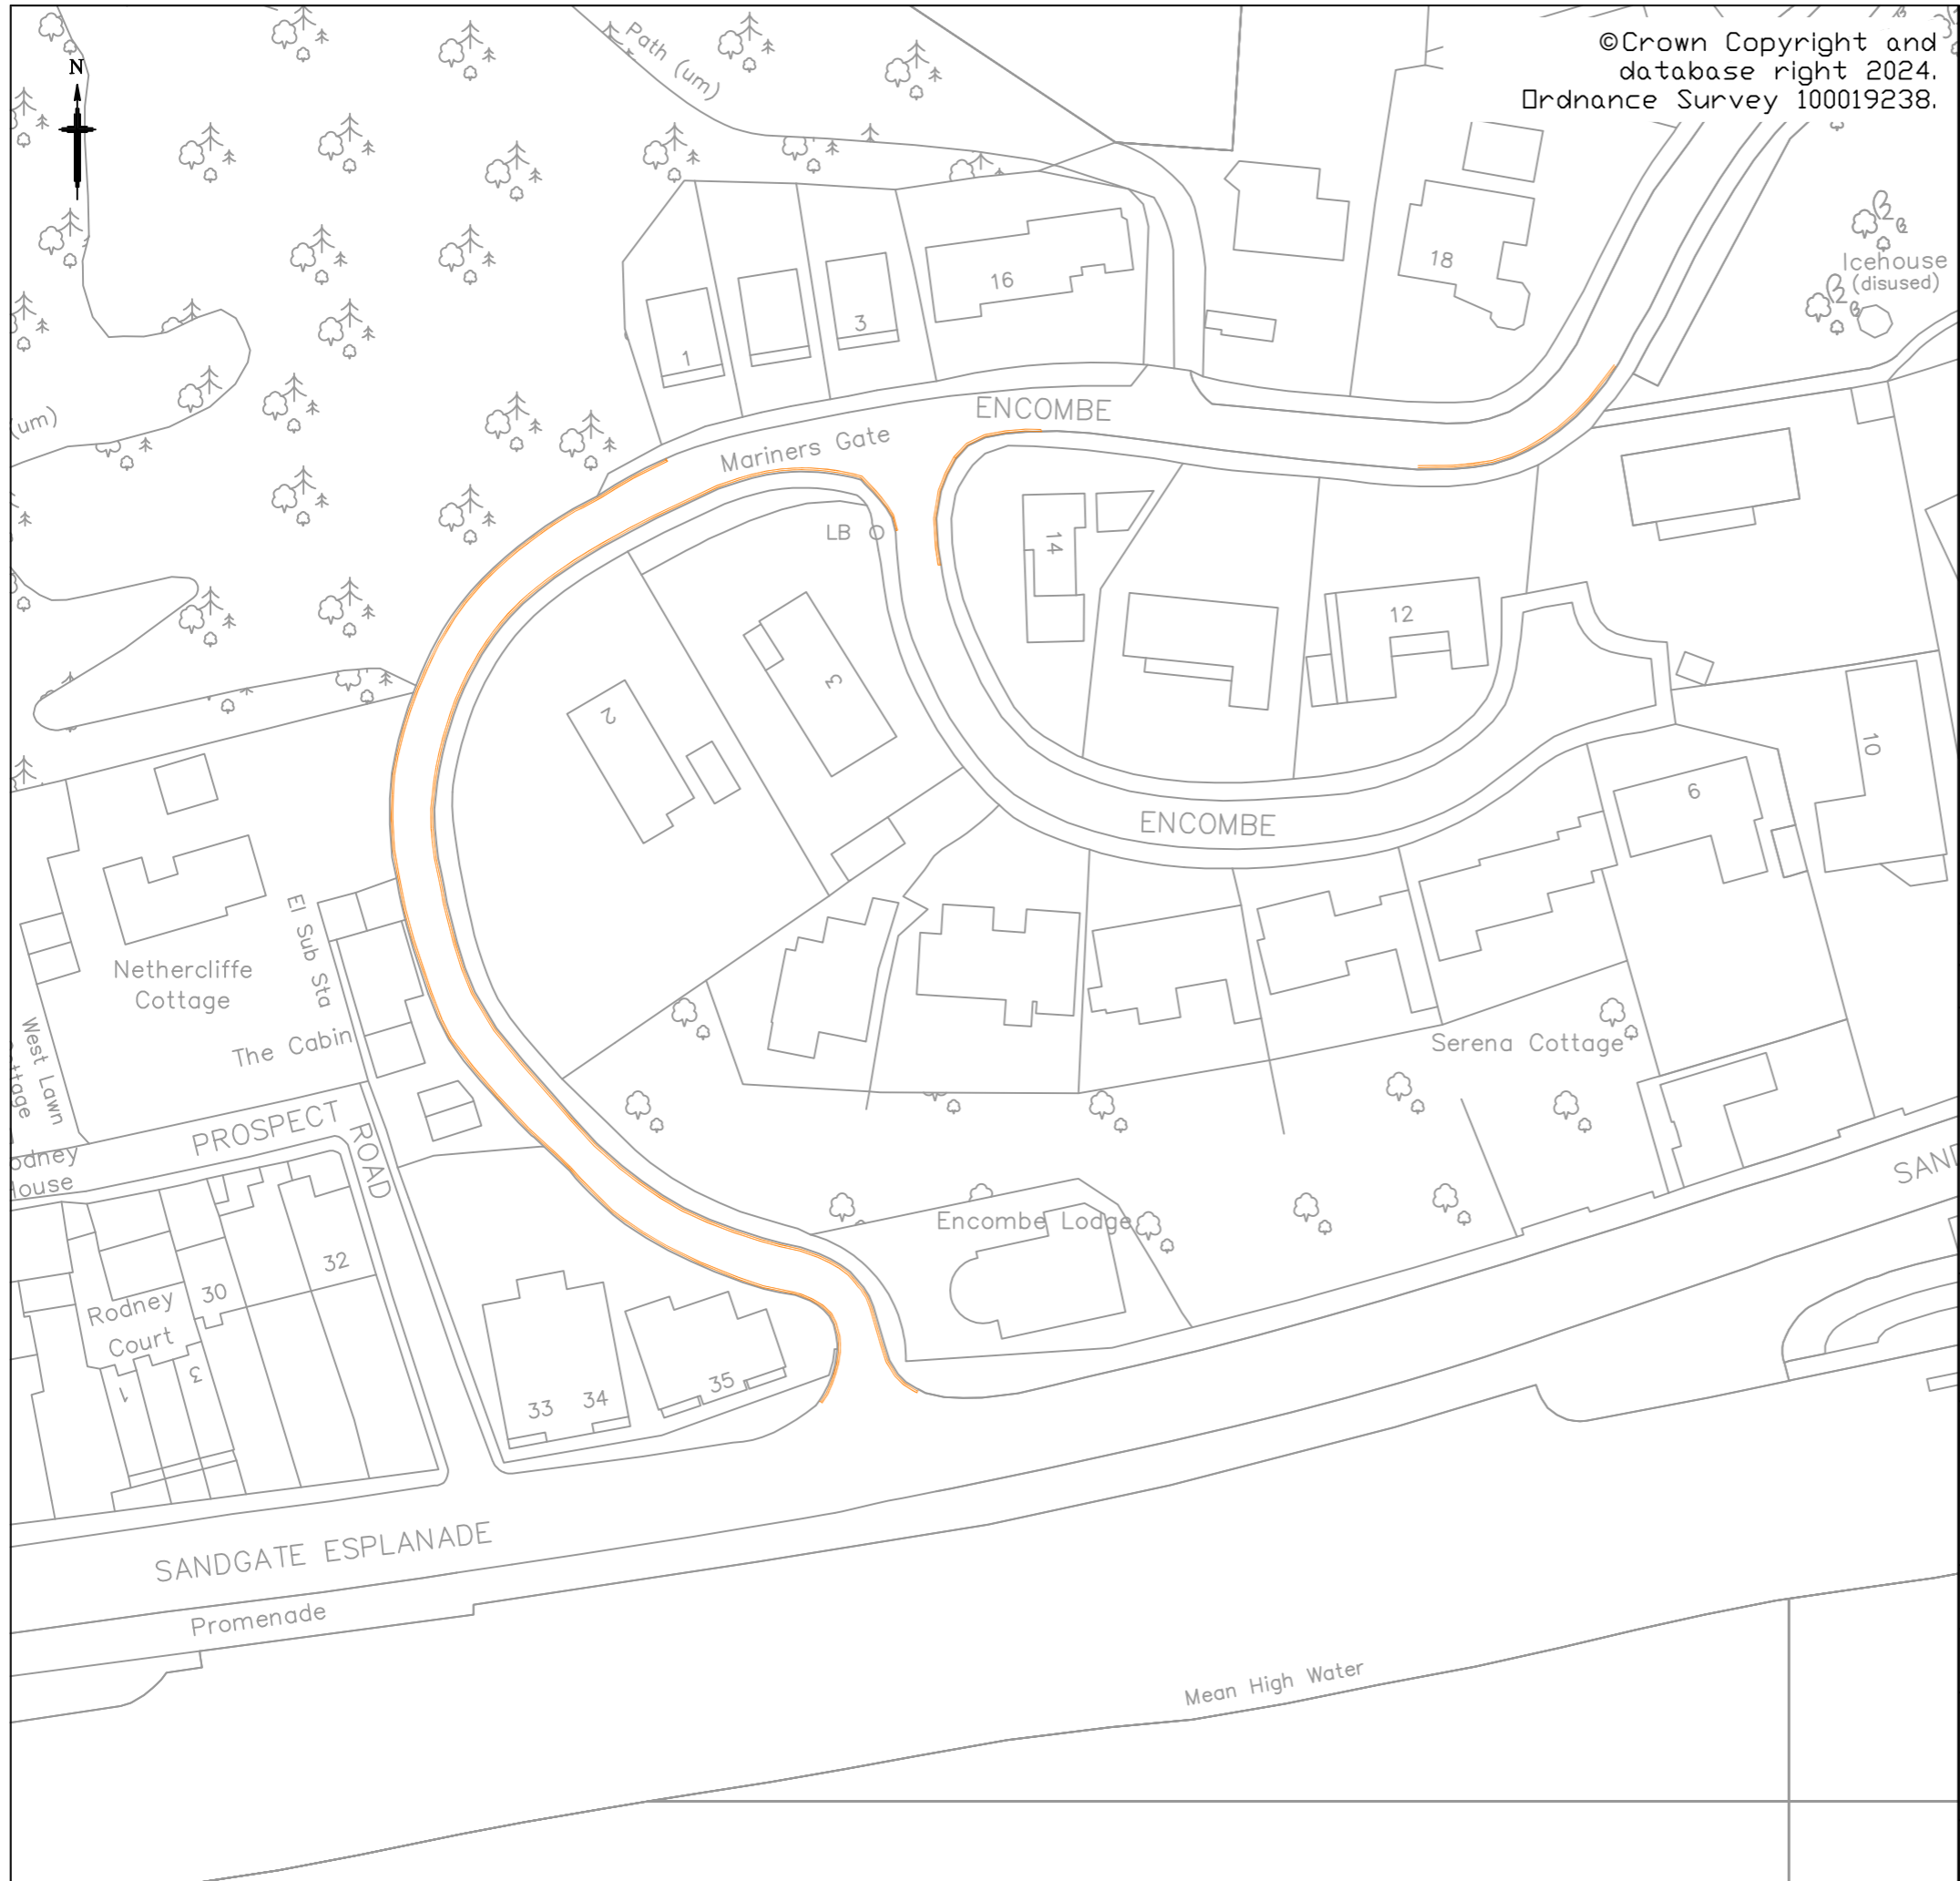 ©Crown Copyright and
database right 2024.
Ordnance Survey 100019238.
N
Path (um)
18
Icehouse
(disused)
16
3
1
(um)
ENCOMBE
Mariners Gate
LB
14
12
3
2
10
6
ENCOMBE
El Sub Sta
Nethercliffe
Cottage
West Lawn
The Cabin
Serena Cottage
PROSPECT
ROAD
SAND
Encombe Lodge
32
30
Rodney
Court
1
3
33
34
35
SANDGATE ESPLANADE
Promenade
Mean High Water